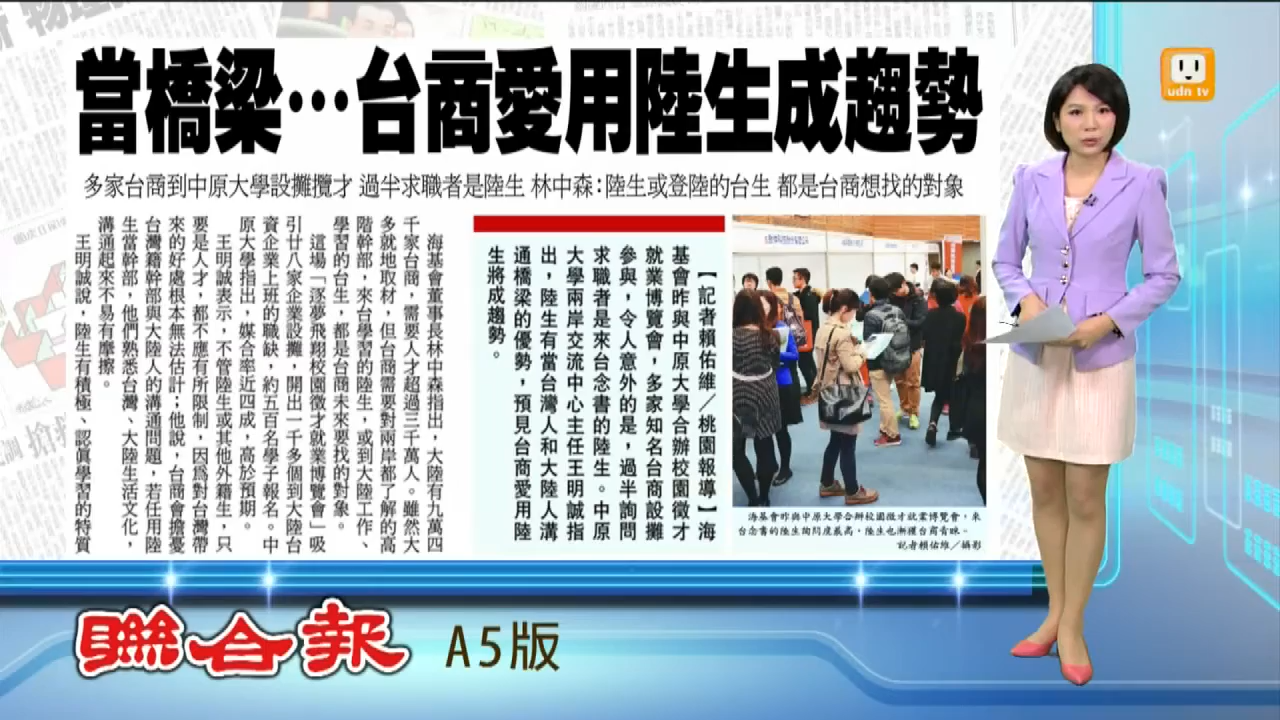 當橋梁…台商愛用陸生成趨勢
多家台商到中原大學設攤攬才 過半求職者是陸生 林中森：陸生或登陸的台生 都是台商想找的對象
【記者賴佑維／桃園報導】海
基會昨與中原大學合辦校園徵才
就業博覽會，多家知名台商設攤
參與，令人意外的是，過半詢問
求職者是來台念書的陸生。中原
大學兩岸交流中心主任王明誠指
出，陸生有當台灣人和大陸人溝
通橋梁的優勢，預見台商愛用陸
生將成趨勢。
海基會董事長林中森指出，大陸有九萬四
千家台商，需要人才超過三千萬人。雖然大
多就地取材，但台商需要對兩岸都了解的高
階幹部，來台學習的陸生，或到大陸工作、
學習的台生，都是台商未來要找的對象。
這場「逐夢飛翔校園徵才就業博覽會」吸
引廿八家企業設攤，開出一千多個到大陸台
資企業上班的職缺，約五百名學子報名。中
原大學指出，媒合率近四成，高於預期。
王明誠表示，不管陸生或其他外籍生，只
要是人才，都不應有所限制，因為對台灣帶
來的好處根本無法估計；他說，台商會擔憂
台灣籍幹部與大陸人的溝通問題，若任用陸
生當幹部，他們熟悉台灣、大陸生活文化，
溝通起來不易有摩擦。
王明誠說，陸生有積極、認真學習的特質
海基會昨與中原大學合辦校園徵才就業博覽會，來
台念書的陸生詢問度最高，陸生也漸獲台商青睞。
記者賴佑維／攝影
udn tv
聯合報
A5版